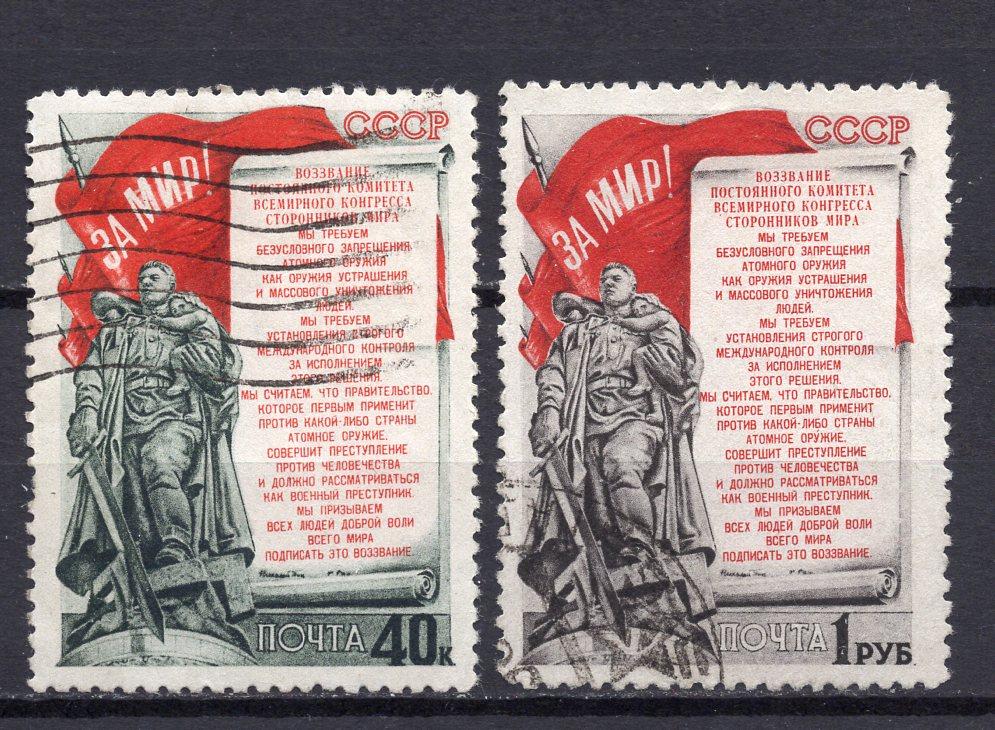 СССР
ЗА МИР!
ВОЗЗВАНИЕ
ПОСТОЯННОГО КОМИТЕТА
ВСЕМИРНОГО КОНГРЕССА
СТОРОННИКОВ МИРА
МЫ ТРЕБУЕМ
БЕЗУСЛОВНОГО ЗАПРЕЩЕНИЯ
АТОМНОГО ОРУЖИЯ
КАК ОРУЖИЯ УСТРАШЕНИЯ
И МАССОВОГО УНИЧТОЖЕНИЯ
ЛЮДЕЙ.
МЫ ТРЕБУЕМ
УСТАНОВЛЕНИЯ СТРОГОГО
МЕЖДУНАРОДНОГО КОНТРОЛЯ
ЗА ИСПОЛНЕНИЕМ
ЭТОГО РЕШЕНИЯ.
МЫ СЧИТАЕМ, ЧТО ПРАВИТЕЛЬСТВО,
КОТОРОЕ ПЕРВЫМ ПРИМЕНИТ
ПРОТИВ КАКОЙ-ЛИБО СТРАНЫ
АТОМНОЕ ОРУЖИЕ,
СОВЕРШИТ ПРЕСТУПЛЕНИЕ
ПРОТИВ ЧЕЛОВЕЧЕСТВА
И ДОЛЖНО РАССМАТРИВАТЬСЯ
КАК ВОЕННЫЙ ПРЕСТУПНИК.
МЫ ПРИЗЫВАЕМ
ВСЕХ ЛЮДЕЙ ДОБРОЙ ВОЛИ
ВСЕГО МИРА
ПОДПИСАТЬ ЭТО ВОЗЗВАНИЕ.
ПОЧТА 40 К
СССР
ЗА МИР!
ВОЗЗВАНИЕ
ПОСТОЯННОГО КОМИТЕТА
ВСЕМИРНОГО КОНГРЕССА
СТОРОННИКОВ МИРА
МЫ ТРЕБУЕМ
БЕЗУСЛОВНОГО ЗАПРЕЩЕНИЯ
АТОМНОГО ОРУЖИЯ
КАК ОРУЖИЯ УСТРАШЕНИЯ
И МАССОВОГО УНИЧТОЖЕНИЯ
ЛЮДЕЙ.
МЫ ТРЕБУЕМ
УСТАНОВЛЕНИЯ СТРОГОГО
МЕЖДУНАРОДНОГО КОНТРОЛЯ
ЗА ИСПОЛНЕНИЕМ
ЭТОГО РЕШЕНИЯ.
МЫ СЧИТАЕМ, ЧТО ПРАВИТЕЛЬСТВО,
КОТОРОЕ ПЕРВЫМ ПРИМЕНИТ
ПРОТИВ КАКОЙ-ЛИБО СТРАНЫ
АТОМНОЕ ОРУЖИЕ,
СОВЕРШИТ ПРЕСТУПЛЕНИЕ
ПРОТИВ ЧЕЛОВЕЧЕСТВА
И ДОЛЖНО РАССМАТРИВАТЬСЯ
КАК ВОЕННЫЙ ПРЕСТУПНИК.
МЫ ПРИЗЫВАЕМ
ВСЕХ ЛЮДЕЙ ДОБРОЙ ВОЛИ
ВСЕГО МИРА
ПОДПИСАТЬ ЭТО ВОЗЗВАНИЕ.
ПОЧТА 1 РУБ.